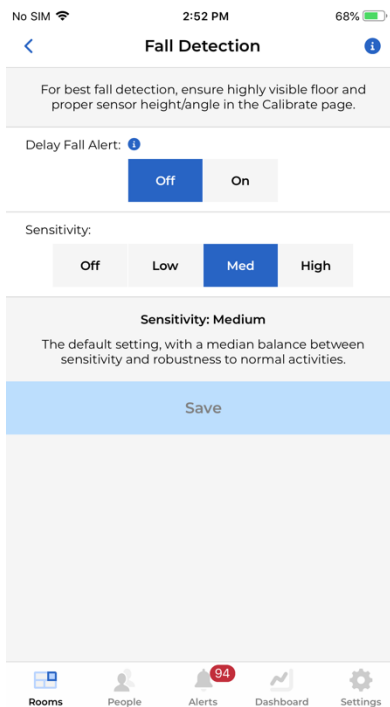 No SIM 2:52 PM 68%
Fall Detection
For best fall detection, ensure highly visible floor and
proper sensor height/angle in the Calibrate page.
Delay Fall Alert:
Off On
Sensitivity:
Off Low Med High
Sensitivity: Medium
The default setting, with a median balance between
sensitivity and robustness to normal activities.
Save
94
Rooms People Alerts Dashboard Settings